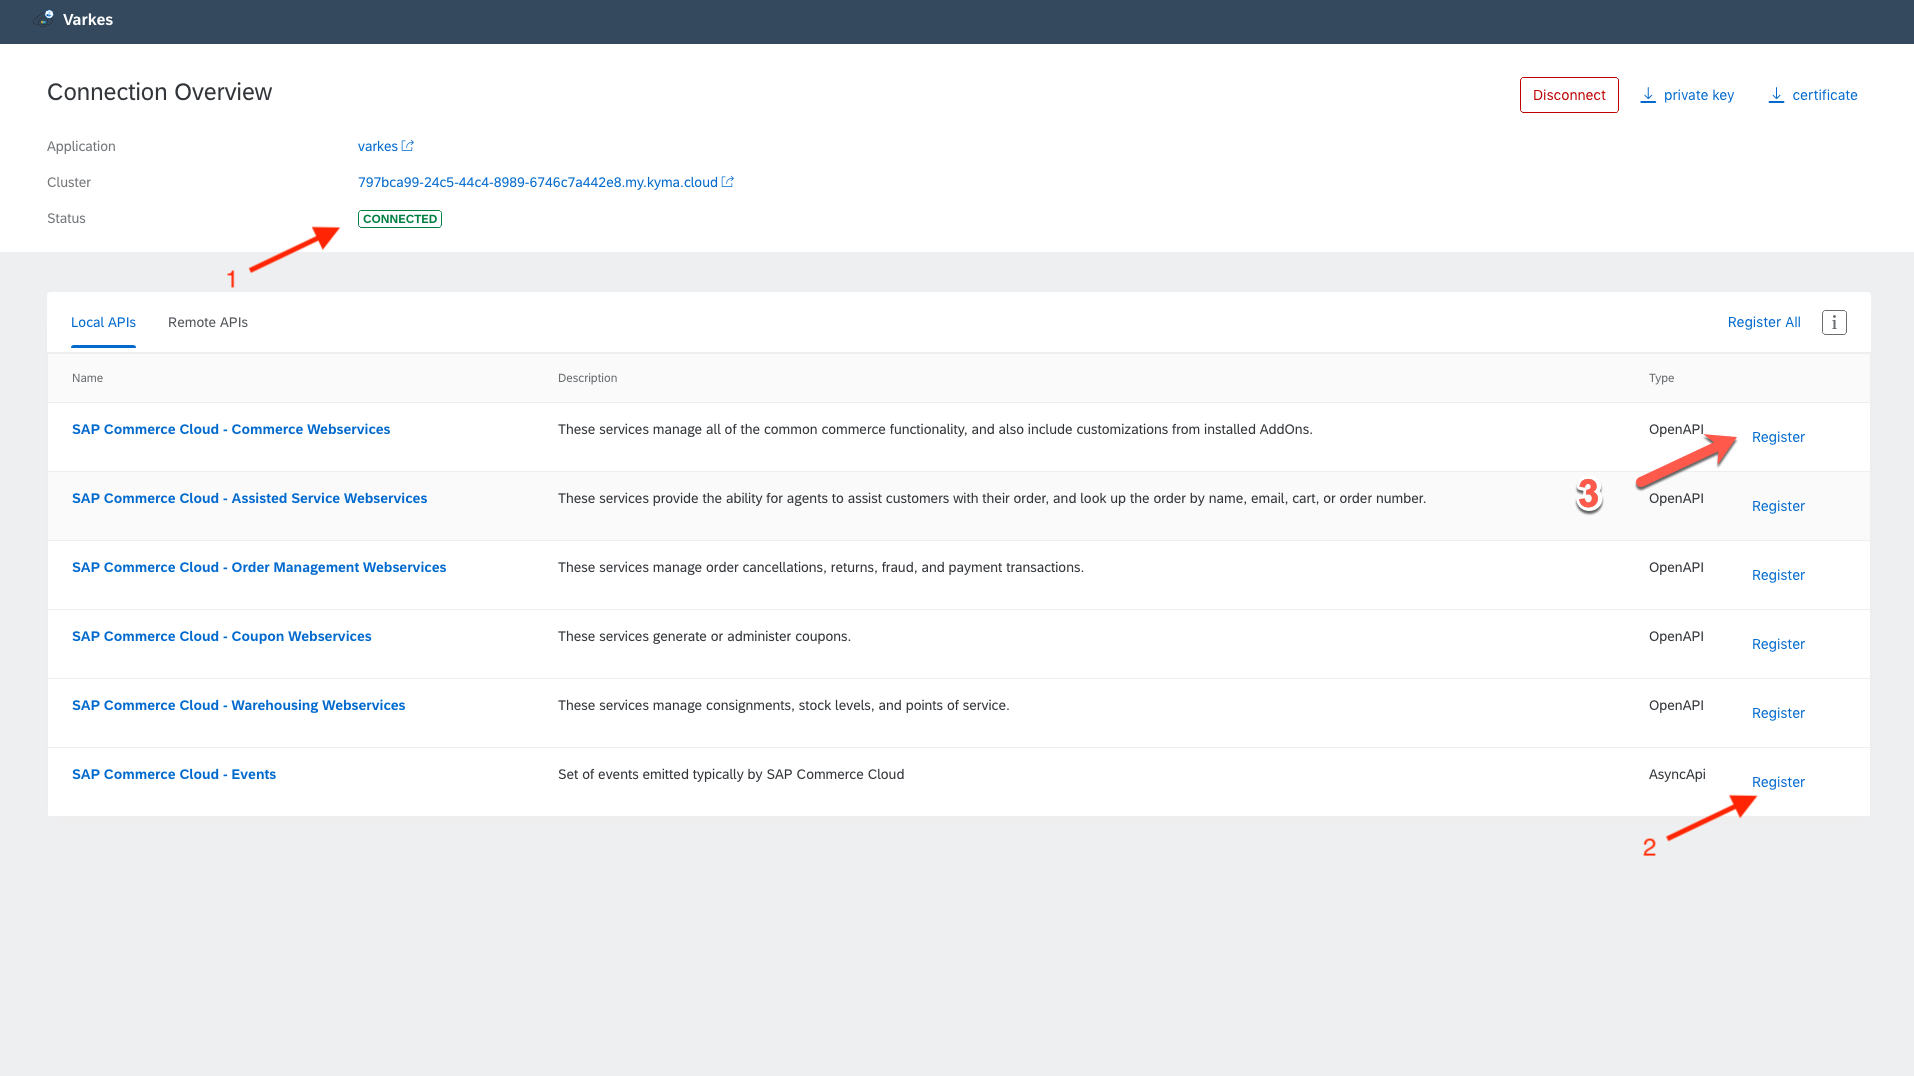 Varkes
Connection Overview
Disconnect
private key
certificate
Application
varkes
Cluster
797bca99-24c5-44c4-8989-6746c7a442e8.my.kyma.cloud
Status
CONNECTED
1
Local APIs
Remote APIs
Register All
i
Name
Description
Type
SAP Commerce Cloud - Commerce Webservices
These services manage all of the common commerce functionality, and also include customizations from installed AddOns.
OpenAPI
Register
3
SAP Commerce Cloud - Assisted Service Webservices
These services provide the ability for agents to assist customers with their order, and look up the order by name, email, cart, or order number.
OpenAPI
Register
SAP Commerce Cloud - Order Management Webservices
These services manage order cancellations, returns, fraud, and payment transactions.
OpenAPI
Register
SAP Commerce Cloud - Coupon Webservices
These services generate or administer coupons.
OpenAPI
Register
SAP Commerce Cloud - Warehousing Webservices
These services manage consignments, stock levels, and points of service.
OpenAPI
Register
SAP Commerce Cloud - Events
Set of events emitted typically by SAP Commerce Cloud
AsyncApi
Register
2